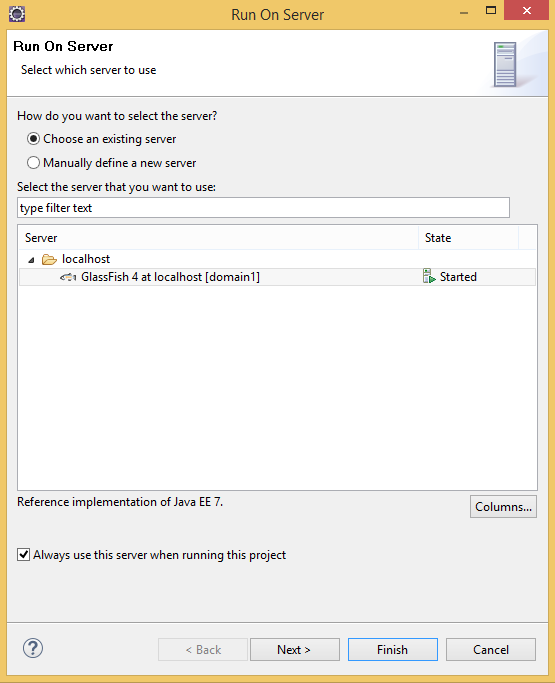 Run On Server
Run On Server
Select which server to use
How do you want to select the server?
Choose an existing server
Manually define a new server
Select the server that you want to use:
type filter text
Server State
localhost
GlassFish 4 at localhost [domain1] Started
Reference implementation of Java EE 7.
Columns...
Always use this server when running this project
? < Back Next > Finish Cancel